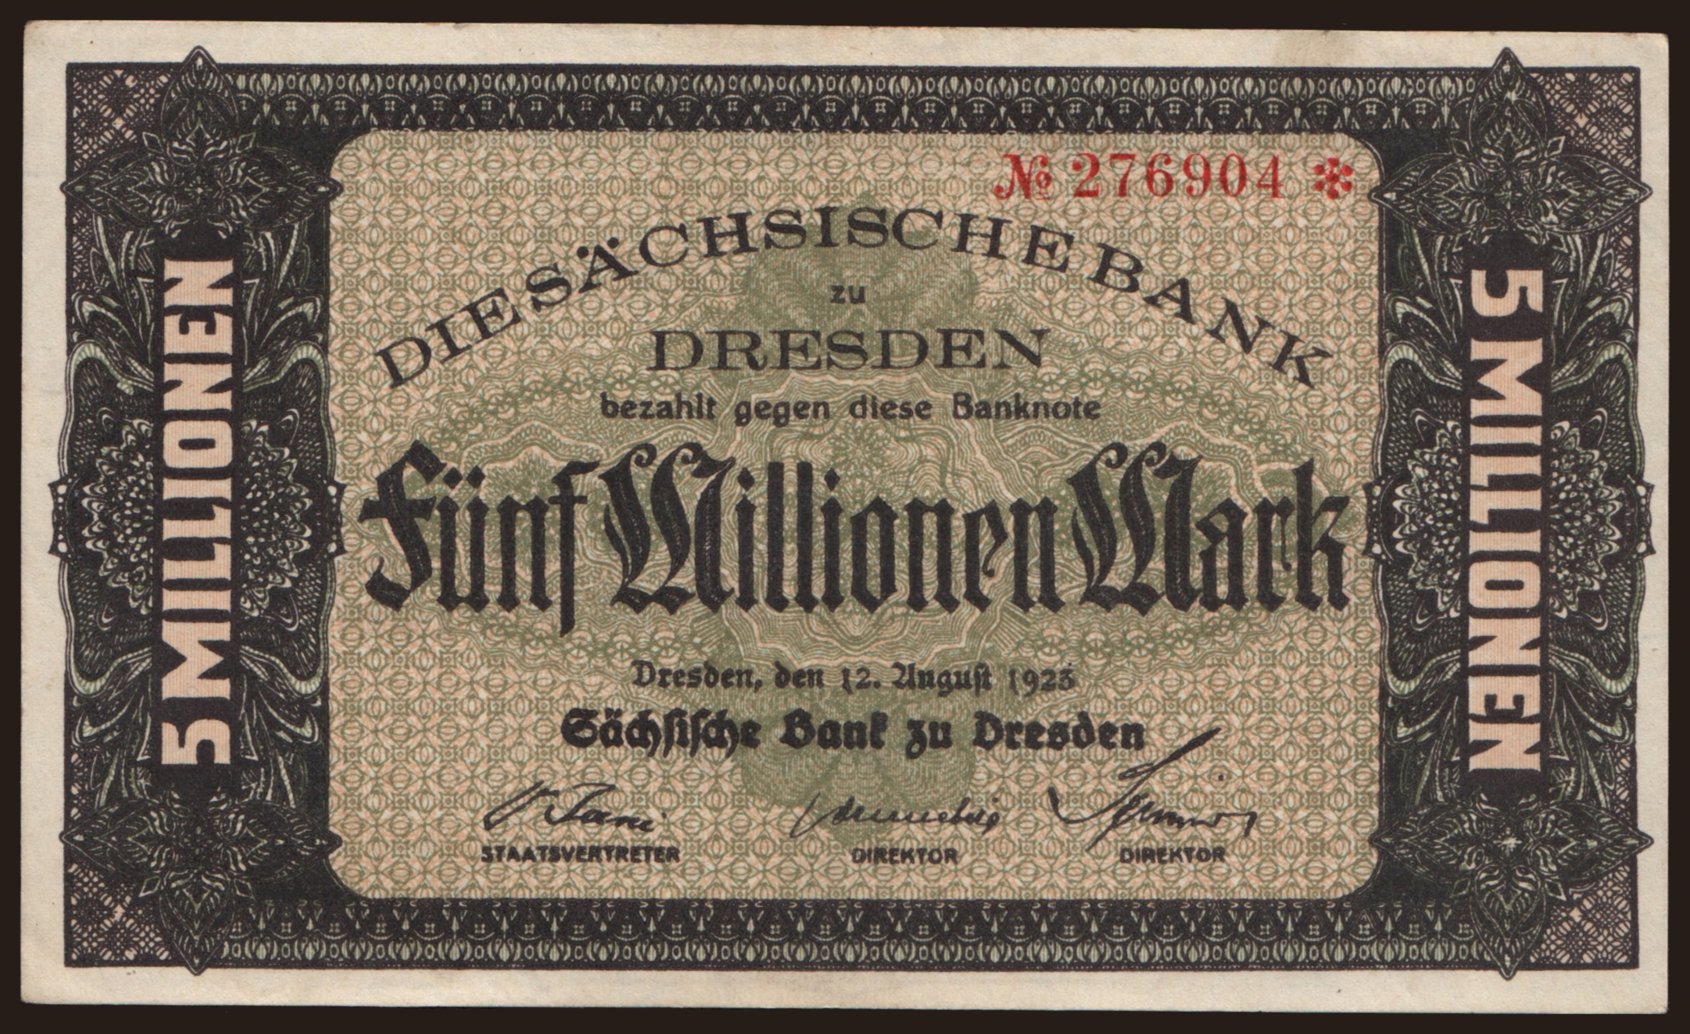 № 276904 *
DIE SÄCHSISCHE BANK
zu
DRESDEN
bezahlt gegen diese Banknote
Fünf Millionen Mark
Dresden, den 12. August 1923
Sächsische Bank zu Dresden
STAATSVERTRETER
DIREKTOR
DIREKTOR
5 MILLIONEN
5 MILLIONEN